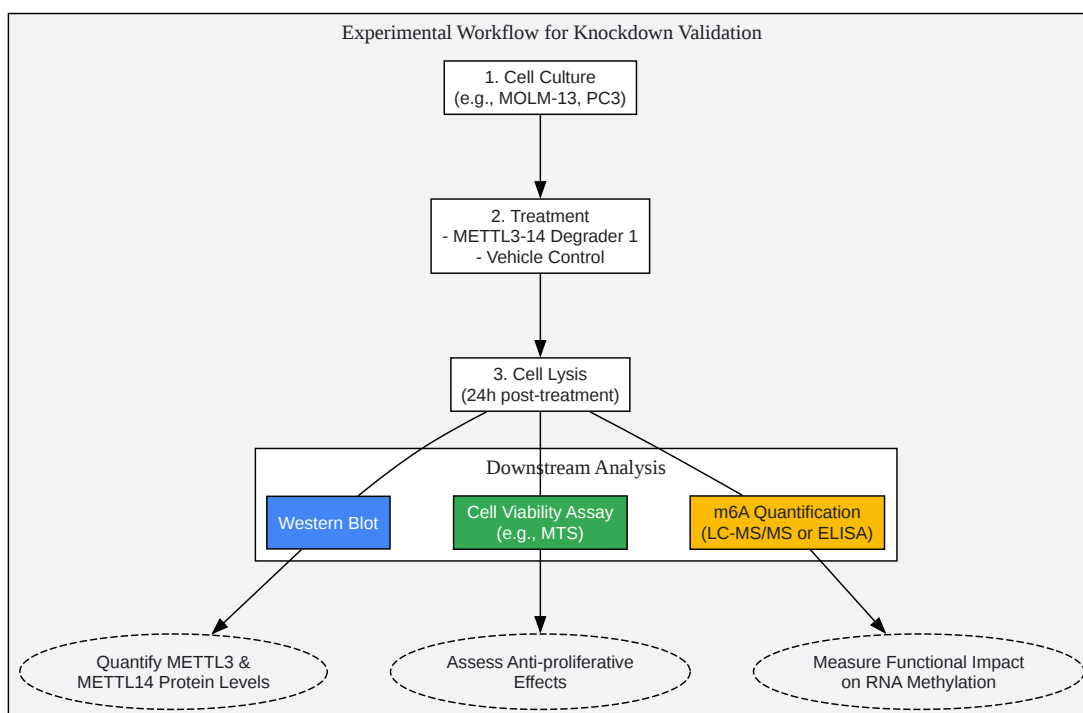 Experimental Workflow for Knockdown Validation
1. Cell Culture
(e.g., MOLM-13, PC3)
2. Treatment
- METTL3-14 Degrader 1
- Vehicle Control
3. Cell Lysis
(24h post-treatment)
Downstream Analysis
Western Blot
Cell Viability Assay
(e.g., MTS)
m6A Quantification
(LC-MS/MS or ELISA)
Quantify METTL3 &
METTL14 Protein Levels
Assess Anti-proliferative
Effects
Measure Functional Impact
on RNA Methylation